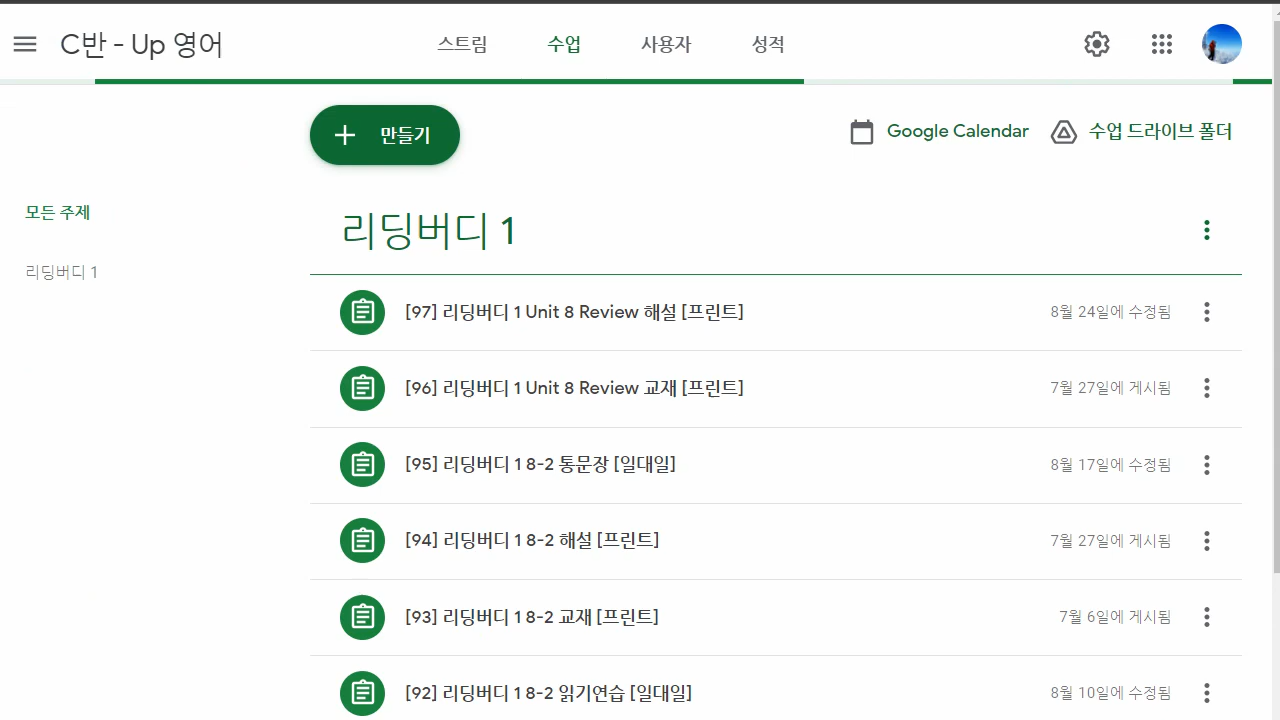 C반 - Up 영어
스트림 수업 사용자 성적
만들기
Google Calendar 수업 드라이브 폴더
모든 주제
리딩버디 1
리딩버디 1
[97] 리딩버디 1 Unit 8 Review 해설 [프린트] 8월 24일에 수정됨
[96] 리딩버디 1 Unit 8 Review 교재 [프린트] 7월 27일에 게시됨
[95] 리딩버디 1 8-2 통문장 [일대일] 8월 17일에 수정됨
[94] 리딩버디 1 8-2 해설 [프린트] 7월 27일에 게시됨
[93] 리딩버디 1 8-2 교재 [프린트] 7월 6일에 게시됨
[92] 리딩버디 1 8-2 읽기연습 [일대일] 8월 10일에 수정됨